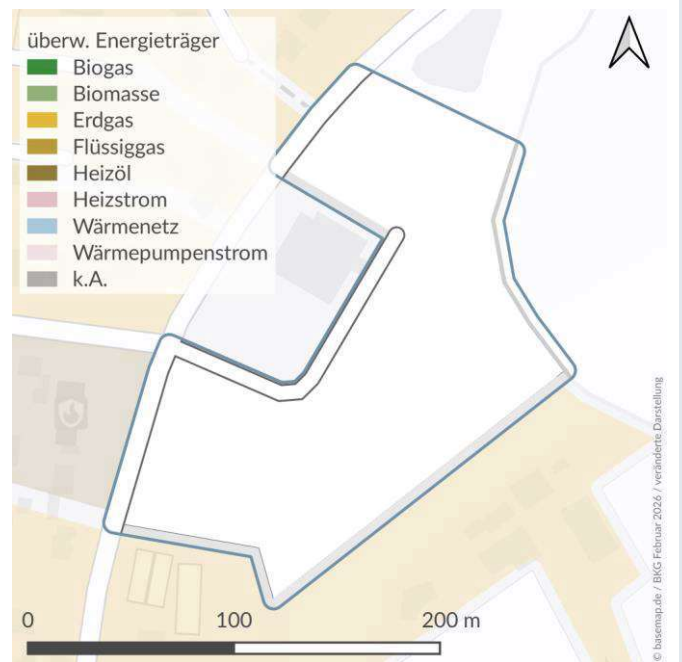 überw. Energieträger
Biogas
Biomasse
Erdgas
Flüssiggas
Heizöl
Heizstrom
Wärmenetz
Wärmepumpenstrom
k.A.
0 100 200 m
© basemap.de / BKG Februar 2026 / veränderte Darstellung